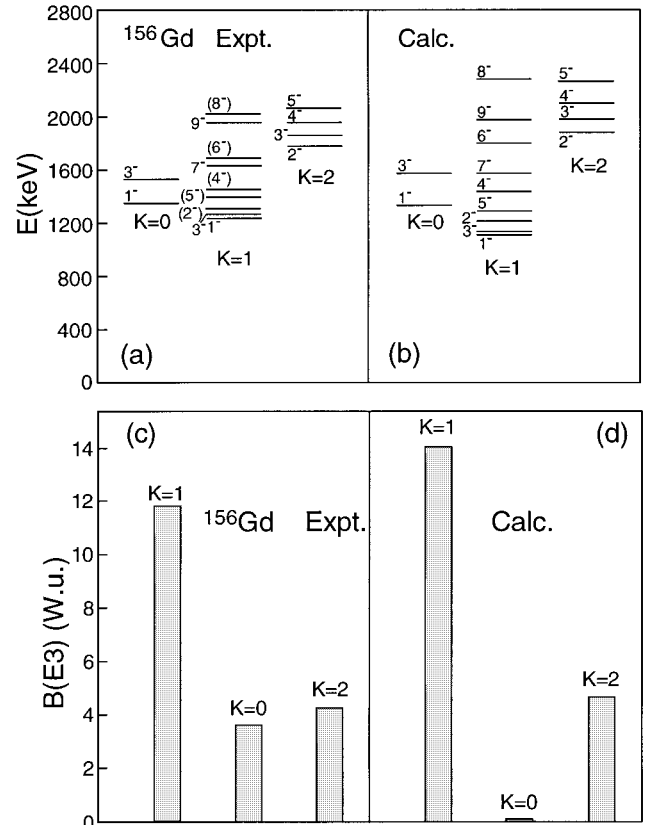 2800
2400
2000
1600
1200
800
400
0
E(keV)
¹⁵⁶Gd Expt.
3⁻
1⁻
K=0
(8⁻)
9⁻
(6⁻)
7⁻
(4⁻)
(5⁻)
(2⁻)
3⁻ 1⁻
K=1
5⁻
4⁻
3⁻
2⁻
K=2
(a)
Calc.
3⁻
1⁻
K=0
8⁻
9⁻
6⁻
7⁻
4⁻
5⁻
2⁻
3⁻
1⁻
K=1
5⁻
4⁻
3⁻
2⁻
K=2
(b)
14
12
10
8
6
4
2
0
B(E3) (W.u.)
(c)
K=1
¹⁵⁶Gd Expt.
K=0
K=2
(d)
K=1
Calc.
K=0
K=2